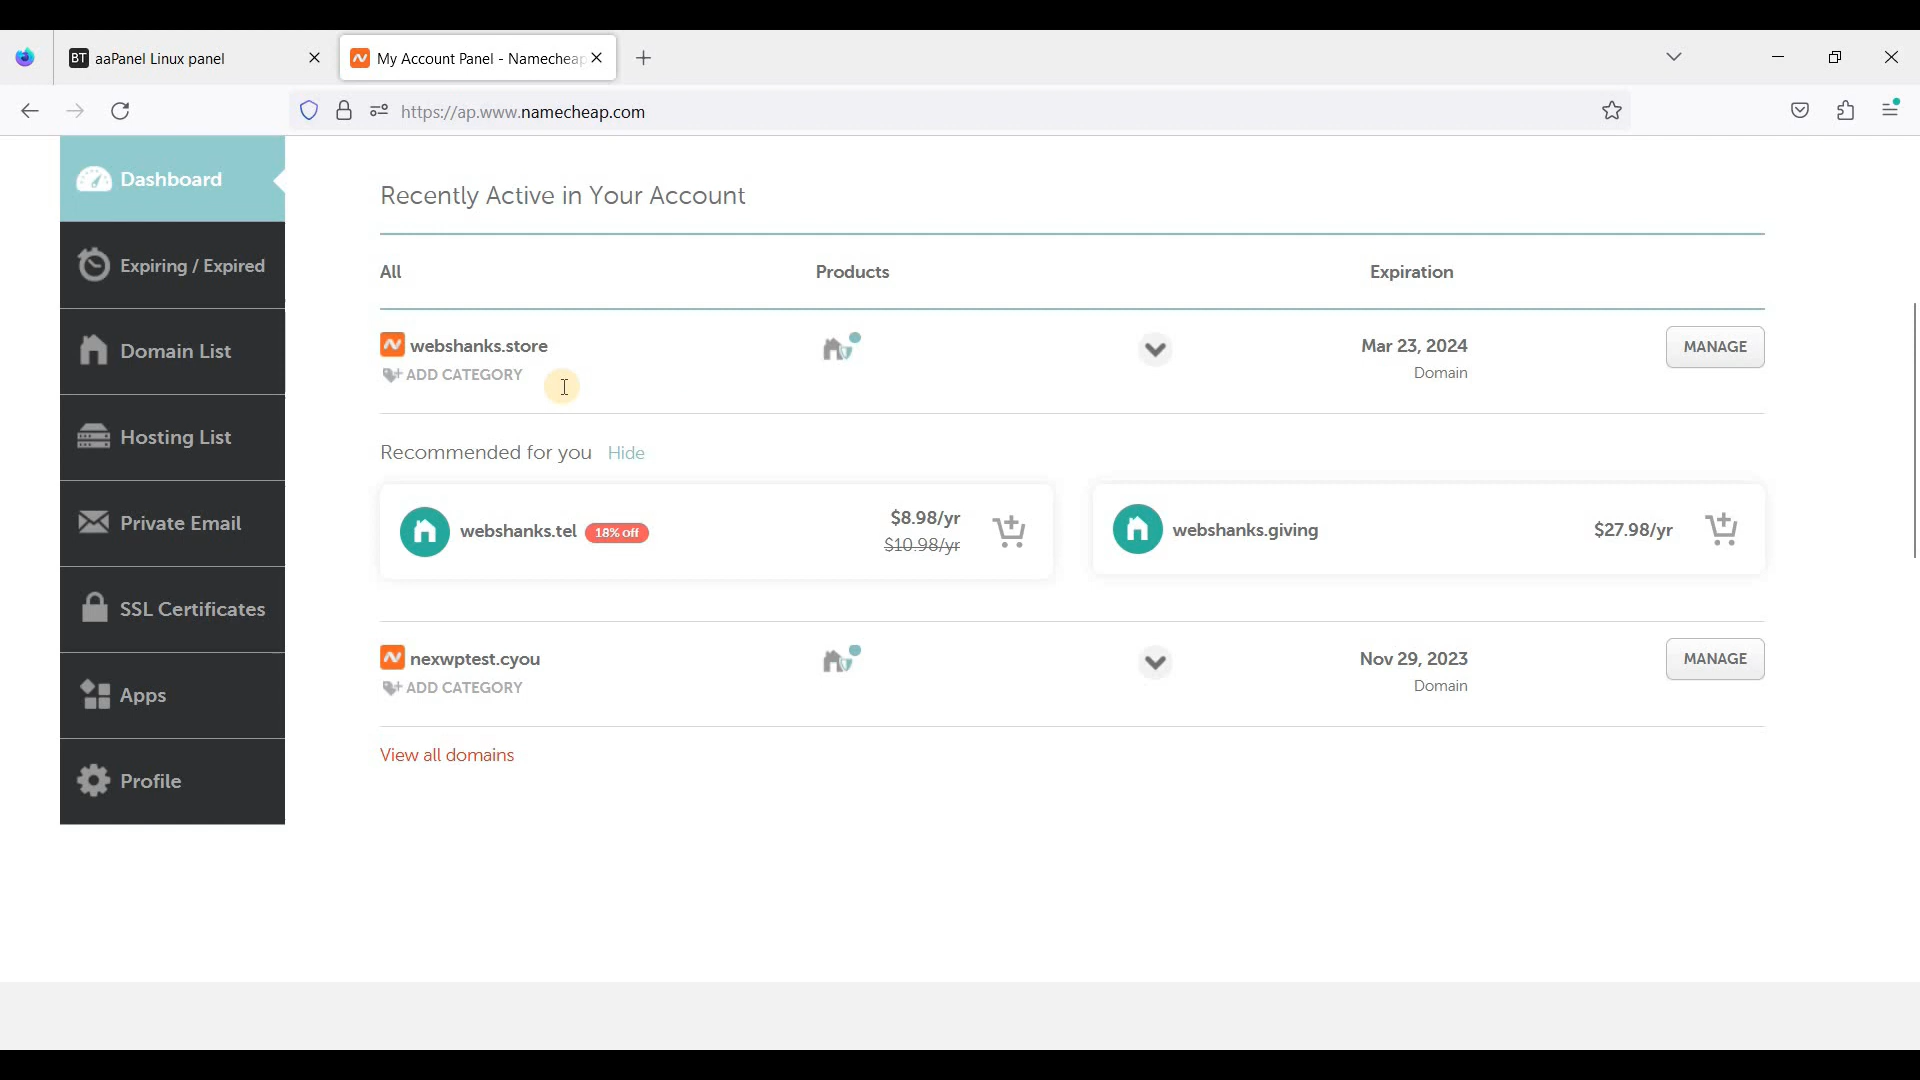 BT aaPanel Linux panel
My Account Panel - Namecheap
https://ap.www.namecheap.com
Dashboard
Expiring / Expired
Domain List
Hosting List
Private Email
SSL Certificates
Apps
Profile
Recently Active in Your Account
All Products Expiration
webshanks.store Mar 23, 2024 MANAGE
ADD CATEGORY Domain
Recommended for you Hide
webshanks.tel 18% off $8.98/yr
$10.98/yr
webshanks.giving $27.98/yr
nexwptest.cyou Nov 29, 2023 MANAGE
ADD CATEGORY Domain
View all domains